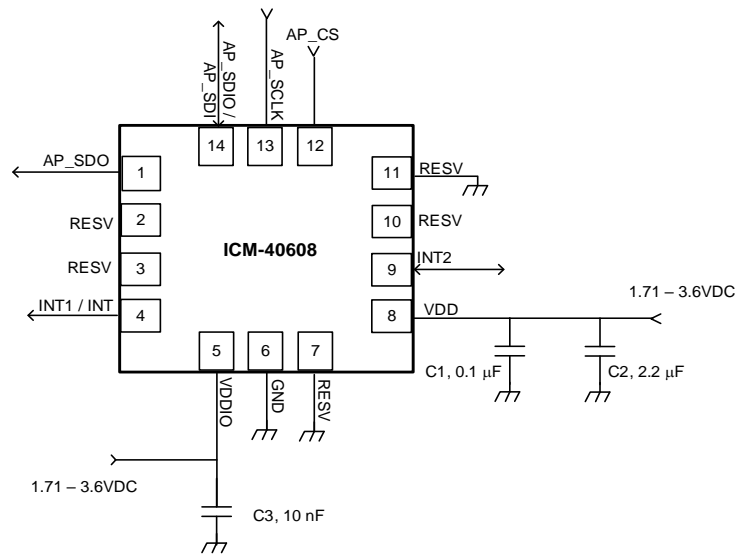 AP_SDIO /
AP_SDI
AP_SCLK
AP_CS
14
13
12
AP_SDO
1
11
RESV
RESV
2
10
RESV
ICM-40608
RESV
3
9
INT2
INT1 / INT
4
8
VDD
1.71 – 3.6VDC
5
6
7
C1, 0.1 µF
C2, 2.2 µF
VDDIO
GND
RESV
1.71 – 3.6VDC
C3, 10 nF